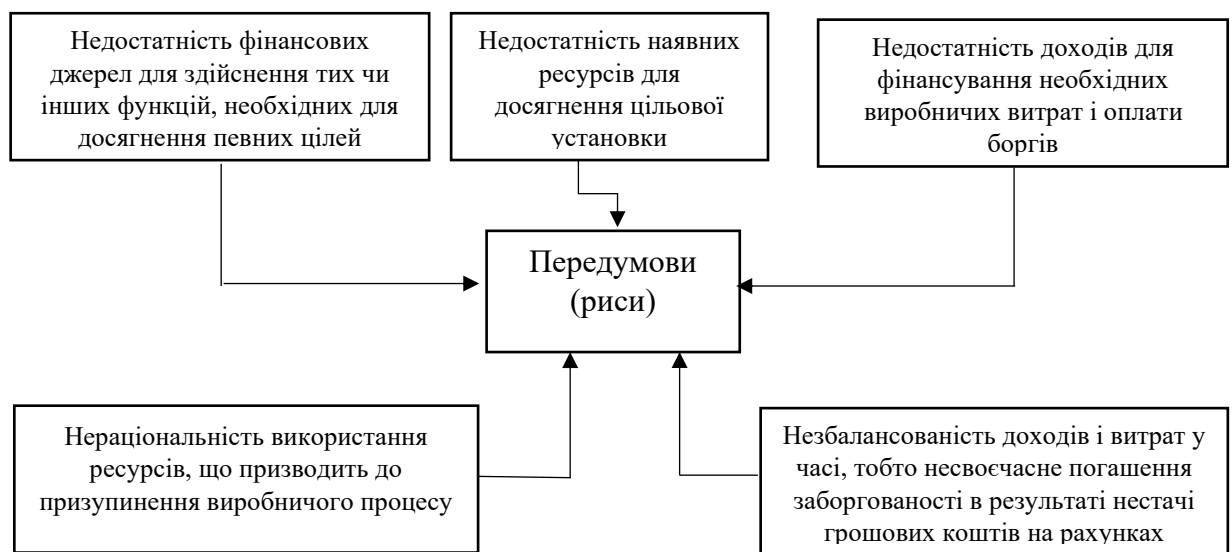 Недостатність фінансових
джерел для здійснення тих чи
інших функцій, необхідних для
досягнення певних цілей
Недостатність наявних
ресурсів для
досягнення цільової
установки
Недостатність доходів для
фінансування необхідних
виробничих витрат і оплати
боргів
Передумови
(риси)
Нераціональність використання
ресурсів, що призводить до
призупинення виробничого процесу
Незбалансованість доходів і витрат у
часі, тобто несвоєчасне погашення
заборгованості в результаті нестачі
грошових коштів на рахунках